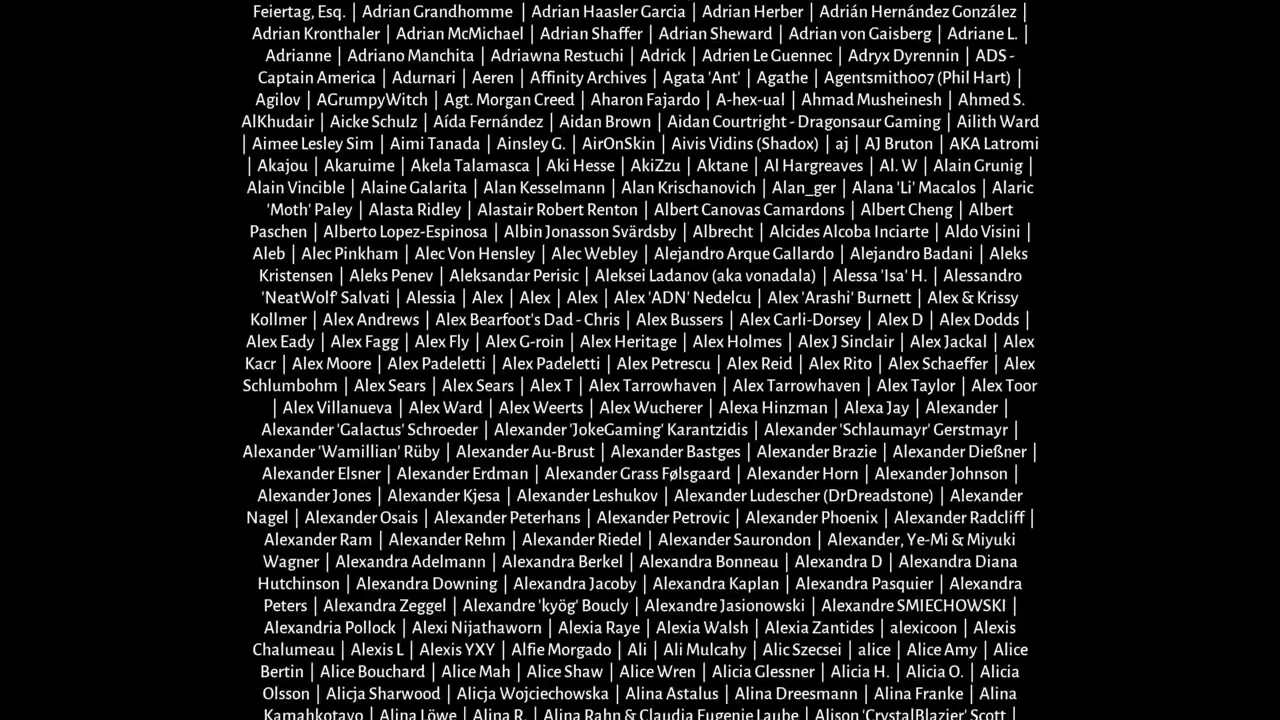 Feiertag, Esq. | Adrian Grandhomme | Adrian Haasler Garcia | Adrian Herber | Adrián Hernández González |
Adrian Kronthaler | Adrian McMichael | Adrian Shaffer | Adrian Sheward | Adrian von Gaisberg | Adriane L. |
Adrianne | Adriano Manchita | Adriawna Restuchi | Adrick | Adrien Le Guennec | Adryx Dyrennin | ADS -
Captain America | Adurnari | Aeren | Affinity Archives | Agata 'Ant' | Agathe | Agentsmith007 (Phil Hart) |
Agilov | AGrumpyWitch | Agt. Morgan Creed | Aharon Fajardo | A-hex-ual | Ahmad Musheinesh | Ahmed S.
AlKhudair | Aicke Schulz | Aída Fernández | Aidan Brown | Aidan Courtright - Dragonsaur Gaming | Ailith Ward
| Aimee Lesley Sim | Aimi Tanada | Ainsley G. | AirOnSkin | Aivis Vidins (Shadox) | aj | AJ Bruton | AKA Latromi
| Akajou | Akaruime | Akela Talamasca | Aki Hesse | AkiZzu | Aktane | Al Hargreaves | Al. W | Alain Grunig |
Alain Vincible | Alaine Galarita | Alan Kesselmann | Alan Krischanovich | Alan_ger | Alana 'Li' Macalos | Alaric
'Moth' Paley | Alasta Ridley | Alastair Robert Renton | Albert Canovas Camardons | Albert Cheng | Albert
Paschen | Alberto Lopez-Espinosa | Albin Jonasson Svärdsby | Albrecht | Alcides Alcoba Inciarte | Aldo Visini |
Aleb | Alec Pinkham | Alec Von Hensley | Alec Webley | Alejandro Arque Gallardo | Alejandro Badani | Aleks
Kristensen | Aleks Penev | Aleksandar Perisic | Aleksei Ladanov (aka vonadala) | Alessa 'Isa' H. | Alessandro
'NeatWolf' Salvati | Alessia | Alex | Alex | Alex | Alex 'ADN' Nedelcu | Alex 'Arashi' Burnett | Alex & Krissy
Kollmer | Alex Andrews | Alex Bearfoot's Dad - Chris | Alex Bussers | Alex Carli-Dorsey | Alex D | Alex Dodds |
Alex Eady | Alex Fagg | Alex Fly | Alex G-roin | Alex Heritage | Alex Holmes | Alex J Sinclair | Alex Jackal | Alex
Kacr | Alex Moore | Alex Padeletti | Alex Padeletti | Alex Petrescu | Alex Reid | Alex Rito | Alex Schaeffer | Alex
Schlumbohm | Alex Sears | Alex Sears | Alex T | Alex Tarrowhaven | Alex Tarrowhaven | Alex Taylor | Alex Toor
| Alex Villanueva | Alex Ward | Alex Weerts | Alex Wucherer | Alexa Hinzman | Alexa Jay | Alexander |
Alexander 'Galactus' Schroeder | Alexander 'JokeGaming' Karantzidis | Alexander 'Schlaumayr' Gerstmayr |
Alexander 'Wamillian' Rüby | Alexander Au-Brust | Alexander Bastges | Alexander Brazie | Alexander Dießner |
Alexander Elsner | Alexander Erdman | Alexander Grass Følsgaard | Alexander Horn | Alexander Johnson |
Alexander Jones | Alexander Kjesa | Alexander Leshukov | Alexander Ludescher (DrDreadstone) | Alexander
Nagel | Alexander Osais | Alexander Peterhans | Alexander Petrovic | Alexander Phoenix | Alexander Radcliff |
Alexander Ram | Alexander Rehm | Alexander Riedel | Alexander Saurondon | Alexander, Ye-Mi & Miyuki
Wagner | Alexandra Adelmann | Alexandra Berkel | Alexandra Bonneau | Alexandra D | Alexandra Diana
Hutchinson | Alexandra Downing | Alexandra Jacoby | Alexandra Kaplan | Alexandra Pasquier | Alexandra
Peters | Alexandra Zeggel | Alexandre 'kyög' Boucly | Alexandre Jasionowski | Alexandre SMIECHOWSKI |
Alexandria Pollock | Alexi Nijathaworn | Alexia Raye | Alexia Walsh | Alexia Zantides | alexicoon | Alexis
Chalumeau | Alexis L | Alexis YXY | Alfie Morgado | Ali | Ali Mulcahy | Alic Szecsei | alice | Alice Amy | Alice
Bertin | Alice Bouchard | Alice Mah | Alice Shaw | Alice Wren | Alicia Glessner | Alicia H. | Alicia O. | Alicia
Olsson | Alicja Sharwood | Alicja Wojciechowska | Alina Astalus | Alina Dreesmann | Alina Franke | Alina
Kamahkotayo | Alina Löwe | Alina R. | Alina Rahn & Claudia Eugenie Laube | Alison 'CrystalBlazier' Scott |